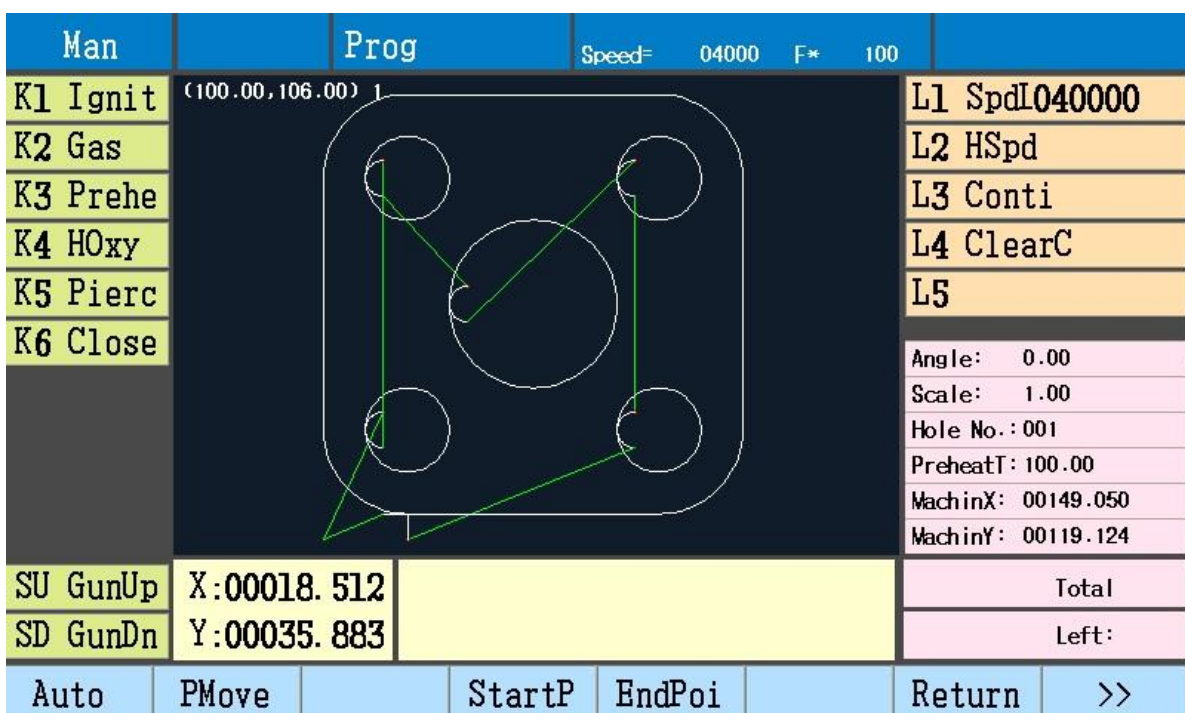 Man Prog Speed= 04000 F* 100
K1 Ignit
K2 Gas
K3 Prehe
K4 HOxy
K5 Pierc
K6 Close
(100.00,106.00) 1
L1 SpdL040000
L2 HSpd
L3 Conti
L4 ClearC
L5
Angle: 0.00
Scale: 1.00
Hole No.:001
PreheatT:100.00
MachinX: 00149.050
MachinY: 00119.124
SU GunUp
SD GunDn
X:00018.512
Y:00035.883
Total
Left:
Auto PMove StartP EndPoi Return >>